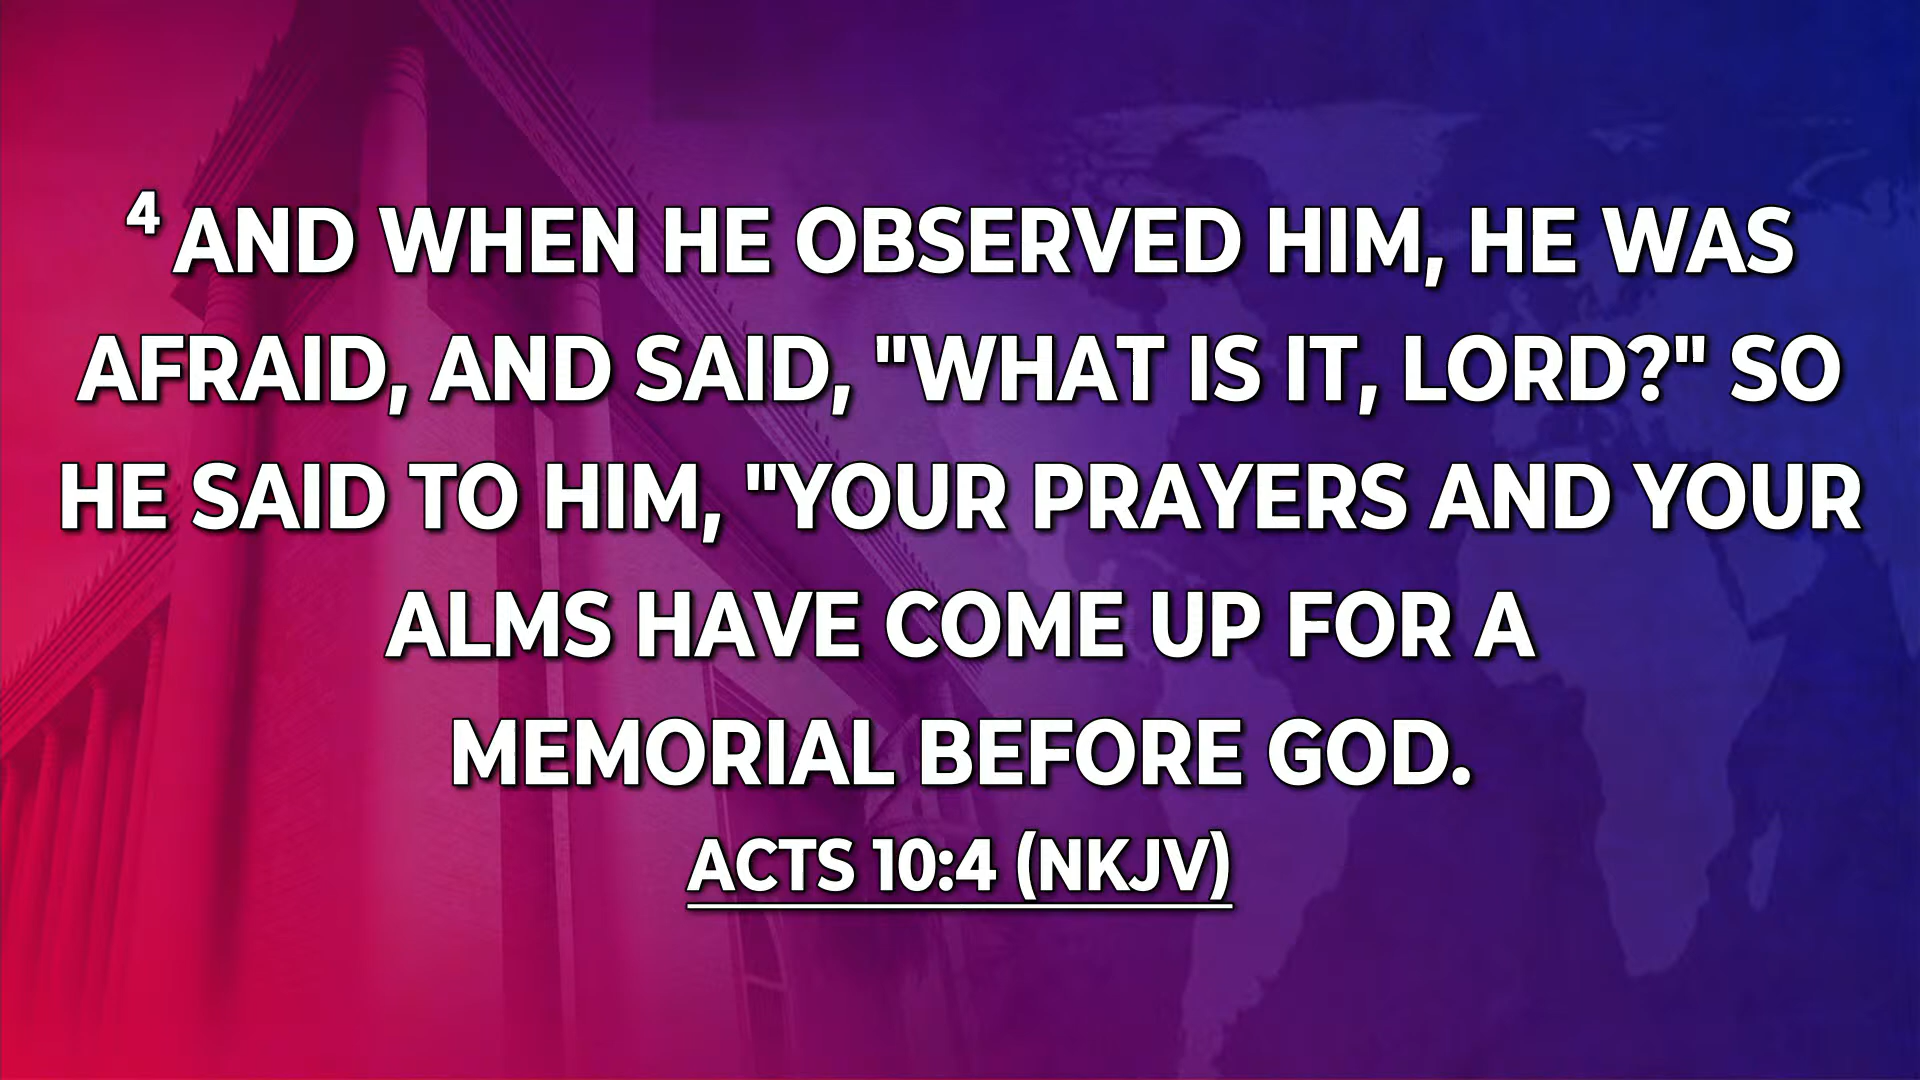 4 AND WHEN HE OBSERVED HIM, HE WAS
AFRAID, AND SAID, "WHAT IS IT, LORD?" SO
HE SAID TO HIM, "YOUR PRAYERS AND YOUR
ALMS HAVE COME UP FOR A
MEMORIAL BEFORE GOD.
ACTS 10:4 (NKJV)